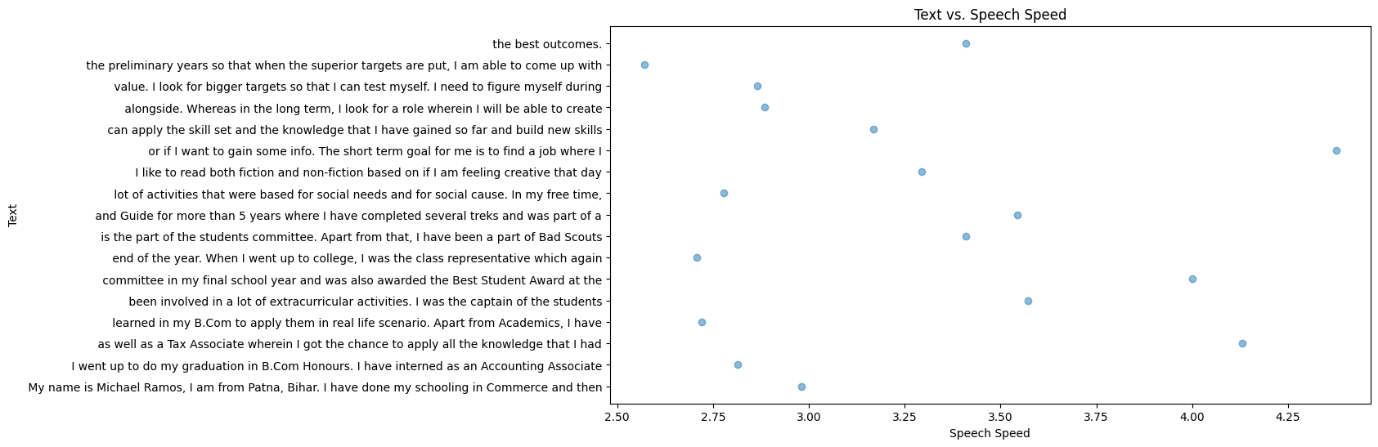 Text vs. Speech Speed
the best outcomes.
the preliminary years so that when the superior targets are put, I am able to come up with
value. I look for bigger targets so that I can test myself. I need to figure myself during
alongside. Whereas in the long term, I look for a role wherein I will be able to create
can apply the skill set and the knowledge that I have gained so far and build new skills
or if I want to gain some info. The short term goal for me is to find a job where I
I like to read both fiction and non-fiction based on if I am feeling creative that day
lot of activities that were based for social needs and for social cause. In my free time,
and Guide for more than 5 years where I have completed several treks and was part of a
is the part of the students committee. Apart from that, I have been a part of Bad Scouts
end of the year. When I went up to college, I was the class representative which again
committee in my final school year and was also awarded the Best Student Award at the
been involved in a lot of extracurricular activities. I was the captain of the students
learned in my B.Com to apply them in real life scenario. Apart from Academics, I have
as well as a Tax Associate wherein I got the chance to apply all the knowledge that I had
I went up to do my graduation in B.Com Honours. I have interned as an Accounting Associate
My name is Michael Ramos, I am from Patna, Bihar. I have done my schooling in Commerce and then
Text
2.50 2.75 3.00 3.25 3.50 3.75 4.00 4.25
Speech Speed